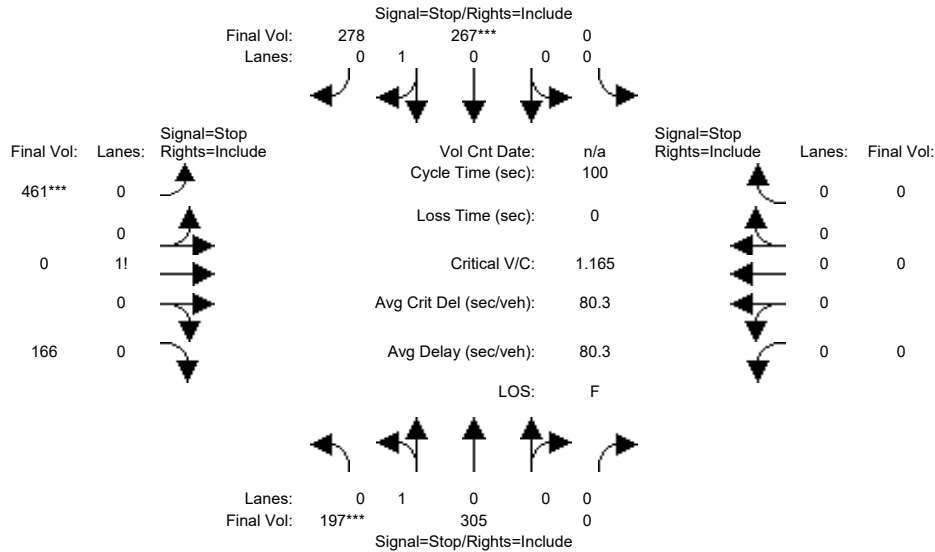 Signal=Stop/Rights=Include
Final Vol: 278 267*** 0
Lanes: 0 1 0 0 0
Signal=Stop
Final Vol: Lanes: Rights=Include
Vol Cnt Date: n/a
Signal=Stop
Rights=Include Lanes: Final Vol:
Cycle Time (sec): 100
461*** 0
0 0
Loss Time (sec): 0
0
0
0 1!
Critical V/C: 1.165
0 0
0
Avg Crit Del (sec/veh): 80.3
0
166 0
Avg Delay (sec/veh): 80.3
0 0
LOS: F
Lanes: 0 1 0 0 0
Final Vol: 197*** 305 0
Signal=Stop/Rights=Include